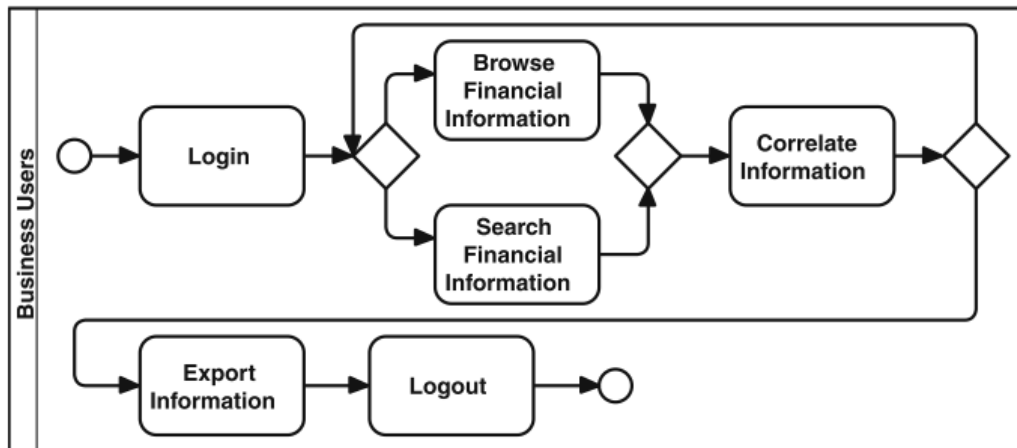 Business Users
Login
Browse
Financial
Information
Search
Financial
Information
Correlate
Information
Export
Information
Logout